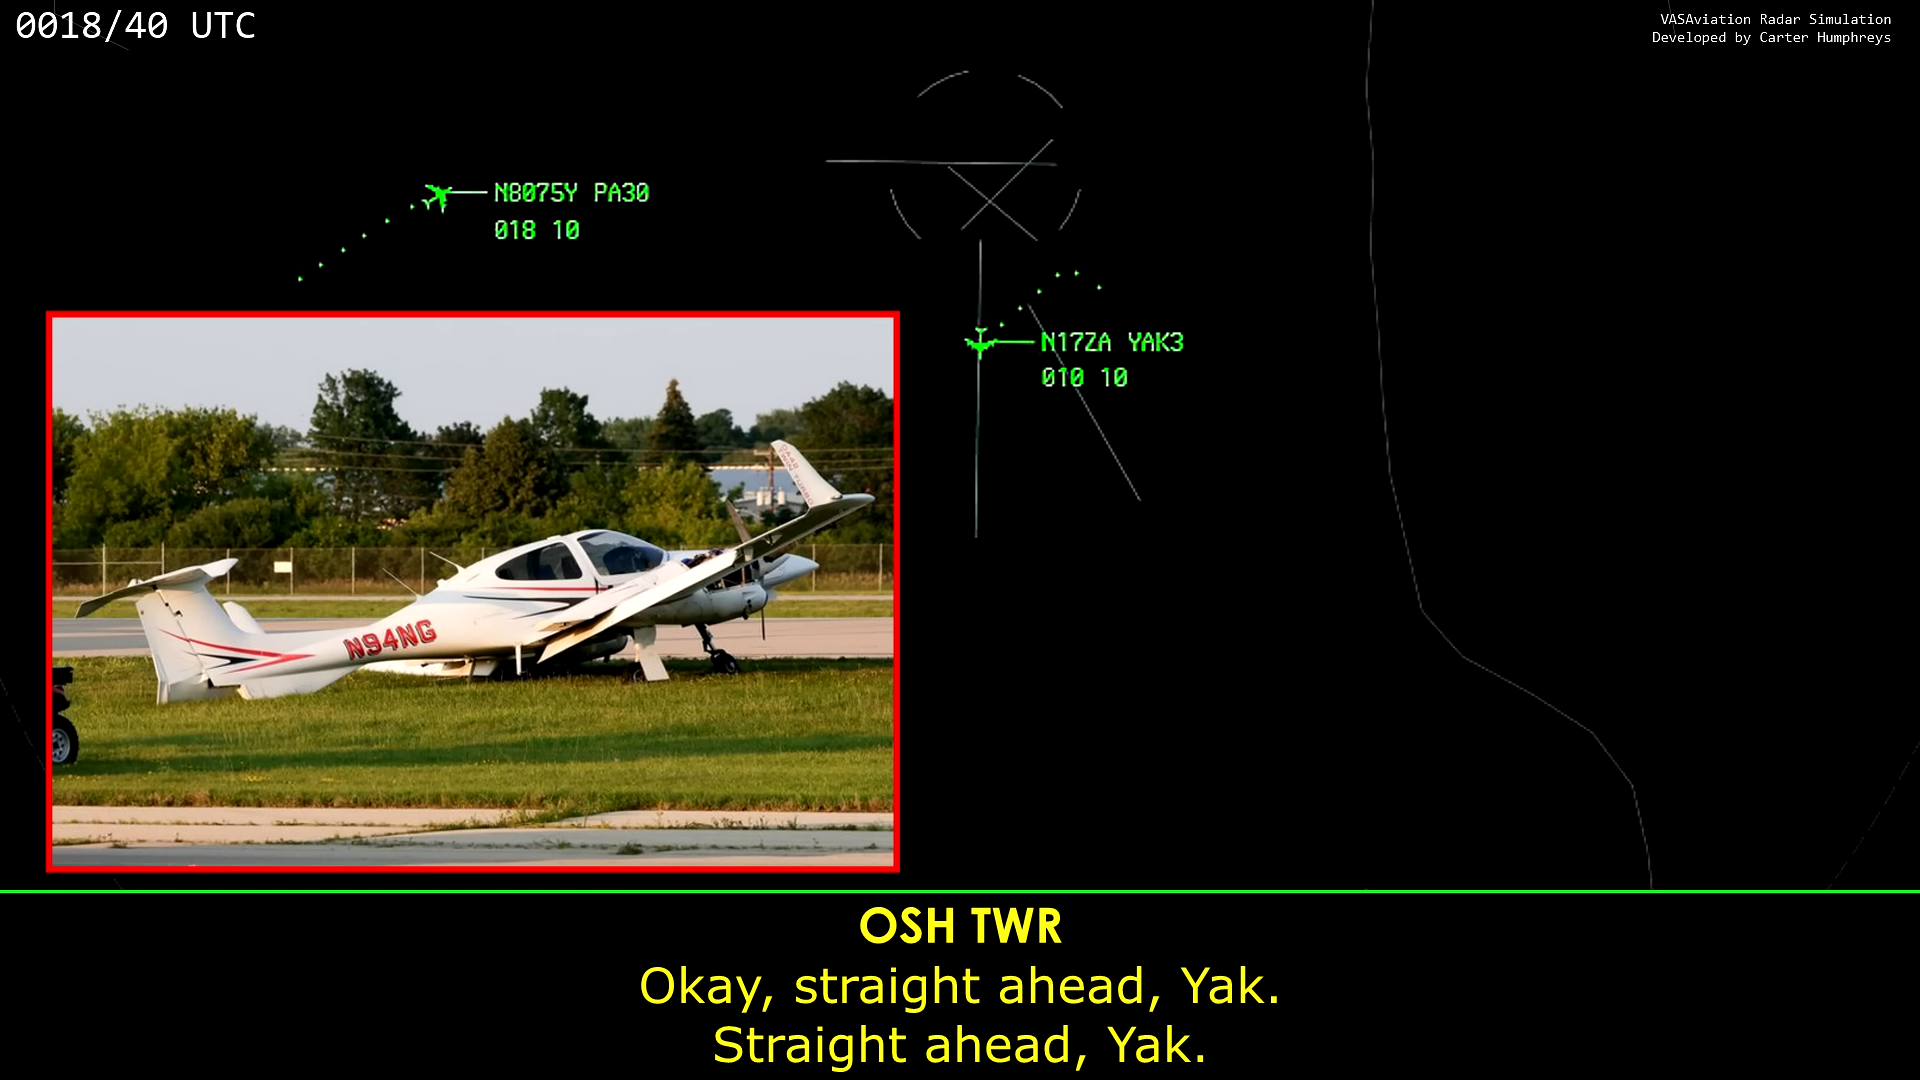 0018/40 UTC
VASAviation Radar Simulation
Developed by Carter Humphreys
N8075Y PA30
018 10
N17ZA YAK3
010 10
N94NG
OSH TWR
Okay, straight ahead, Yak.
Straight ahead, Yak.